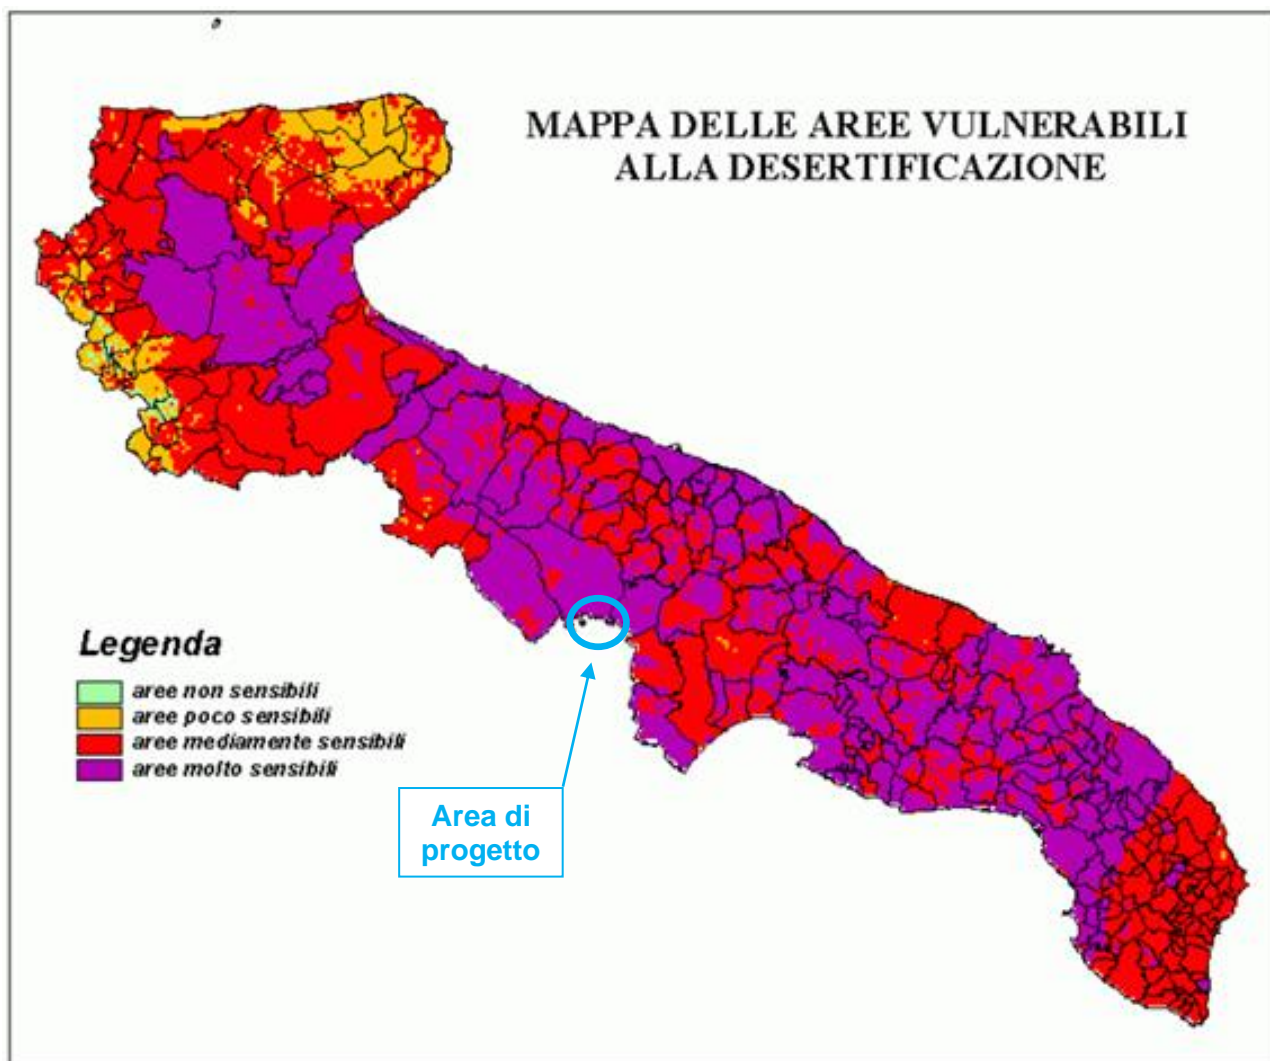 MAPPA DELLE AREE VULNERABILI
ALLA DESERTIFICAZIONE
Legenda
aree non sensibili
aree poco sensibili
aree mediamente sensibili
aree molto sensibili
Area di
progetto